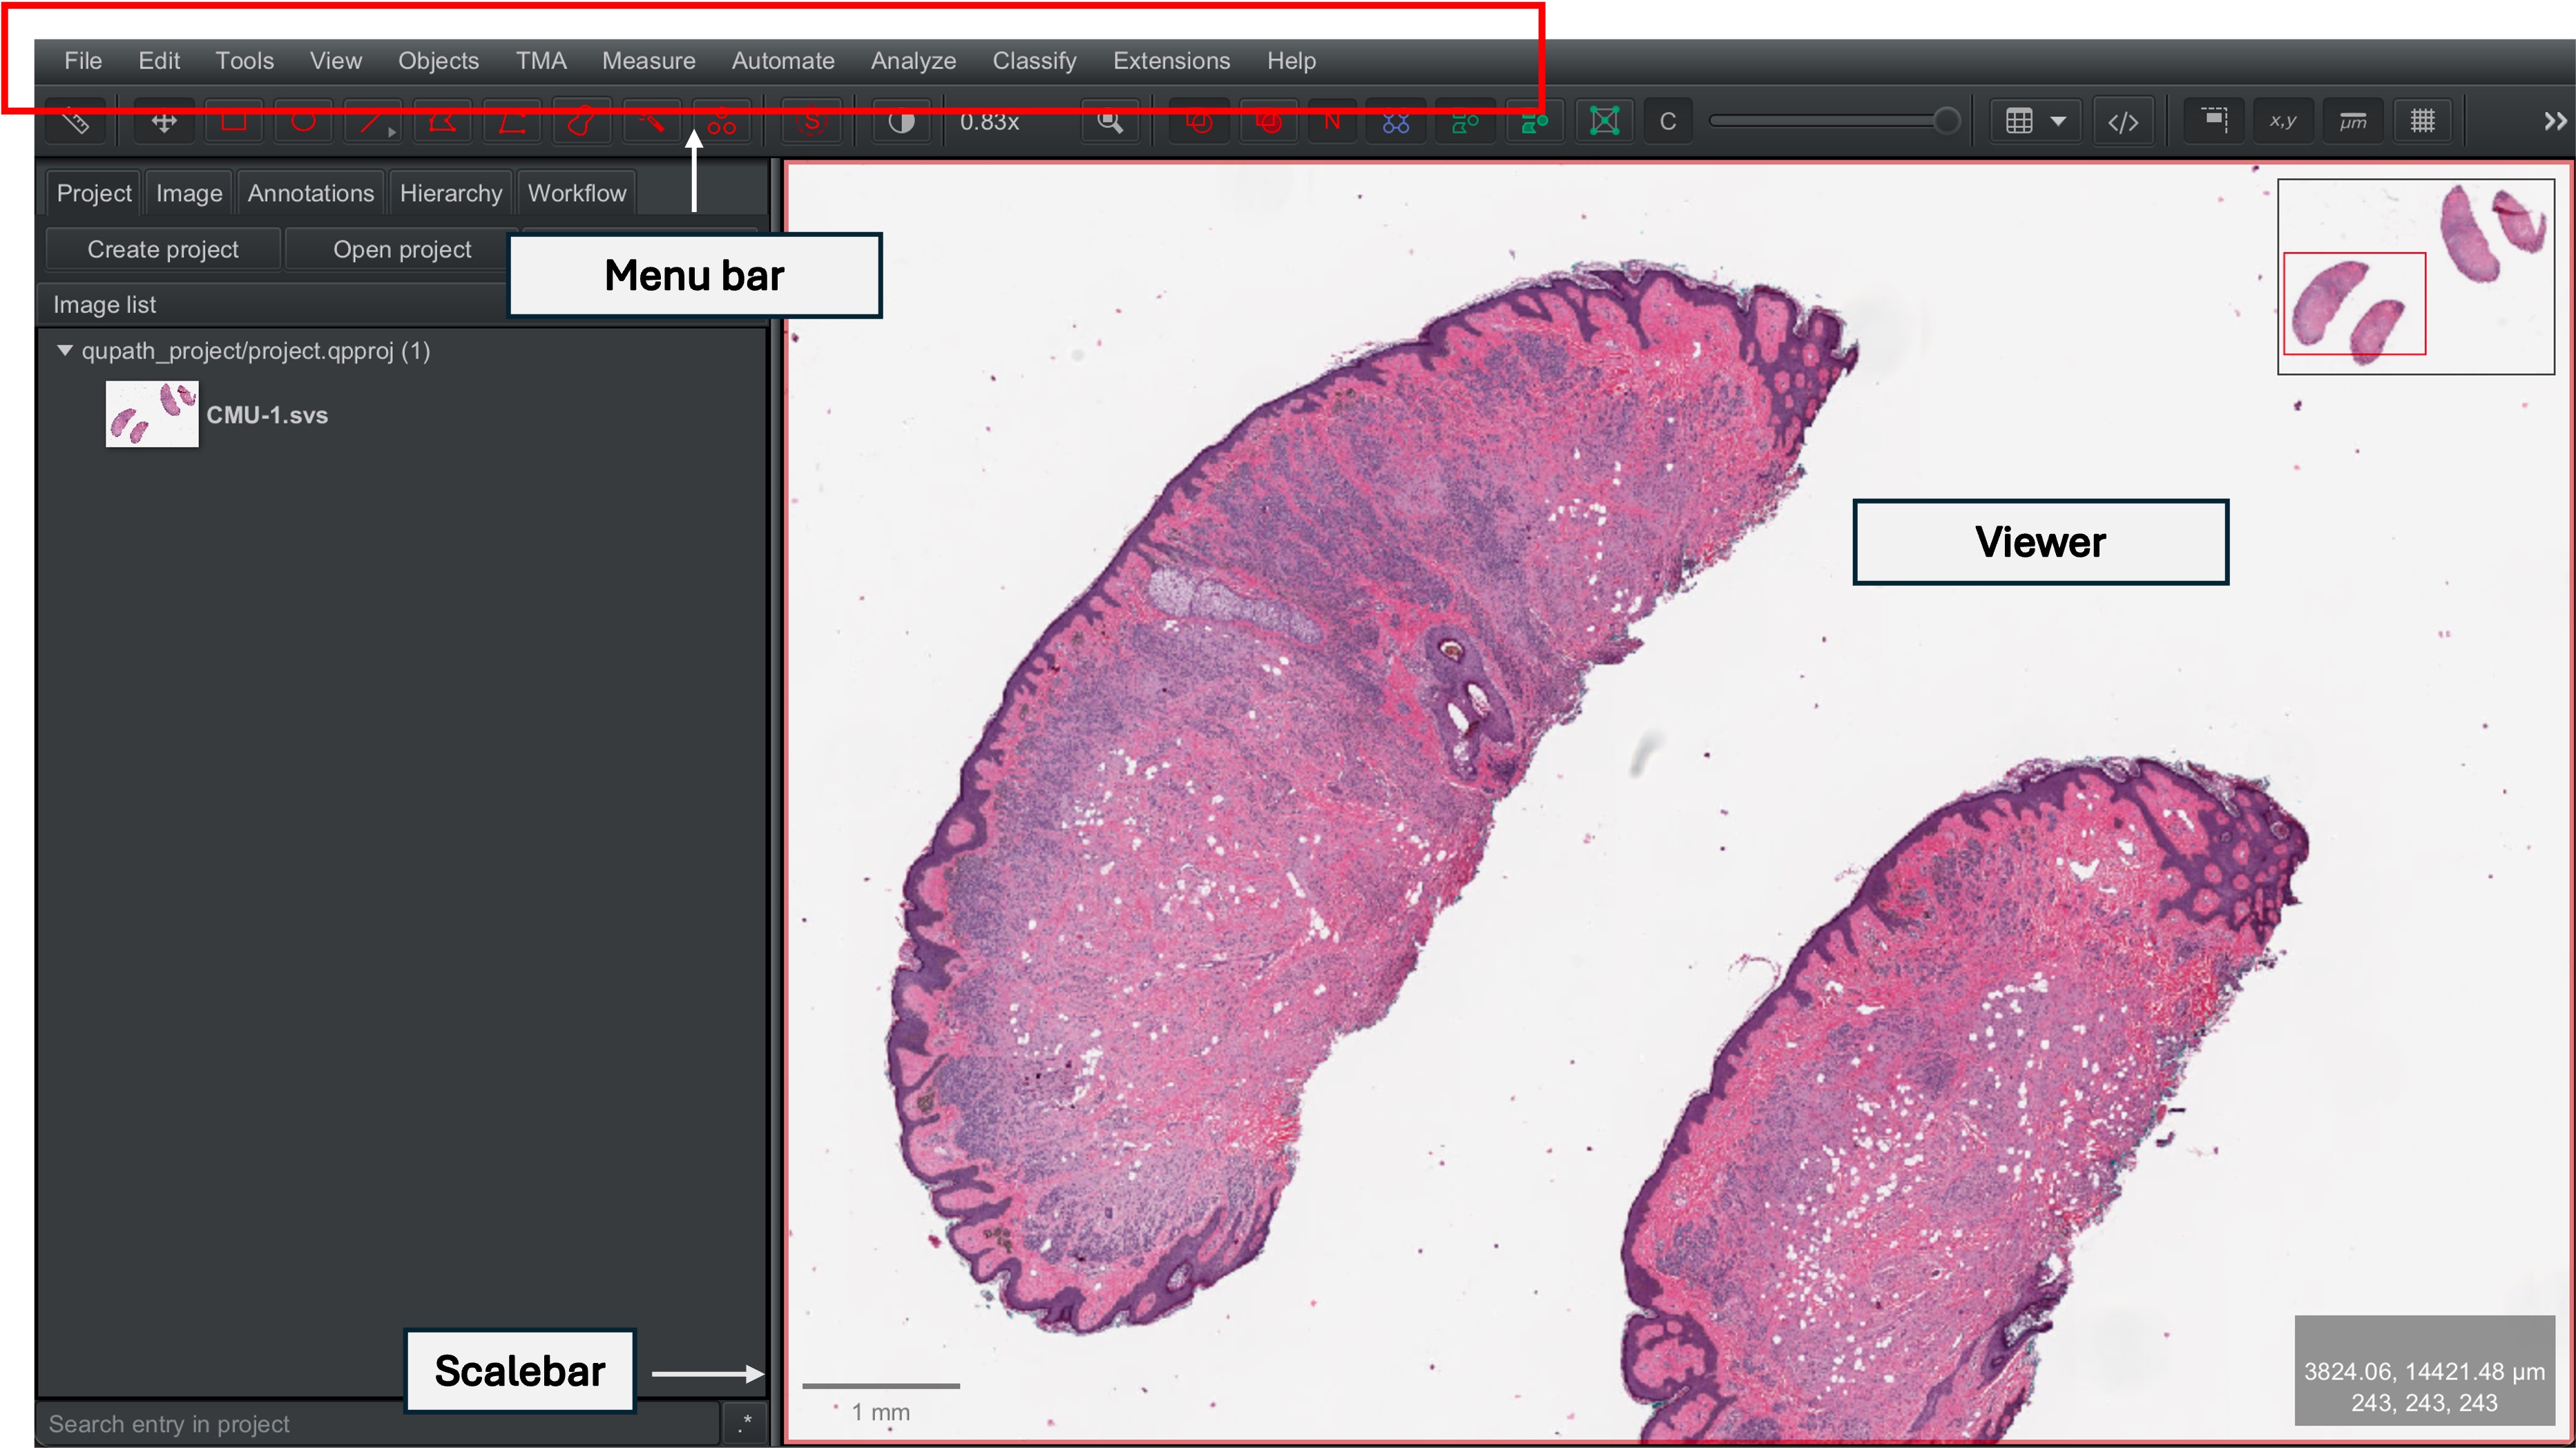 File Edit Tools View Objects TMA Measure Automate Analyze Classify Extensions Help
S 0.83x N C </> x,y µm >>
Project Image Annotations Hierarchy Workflow
Create project Open project
Menu bar
Image list
qupath_project/project.qpproj (1)
CMU-1.svs
Viewer
Scalebar
1 mm
3824.06, 14421.48 µm
243, 243, 243
Search entry in project .*